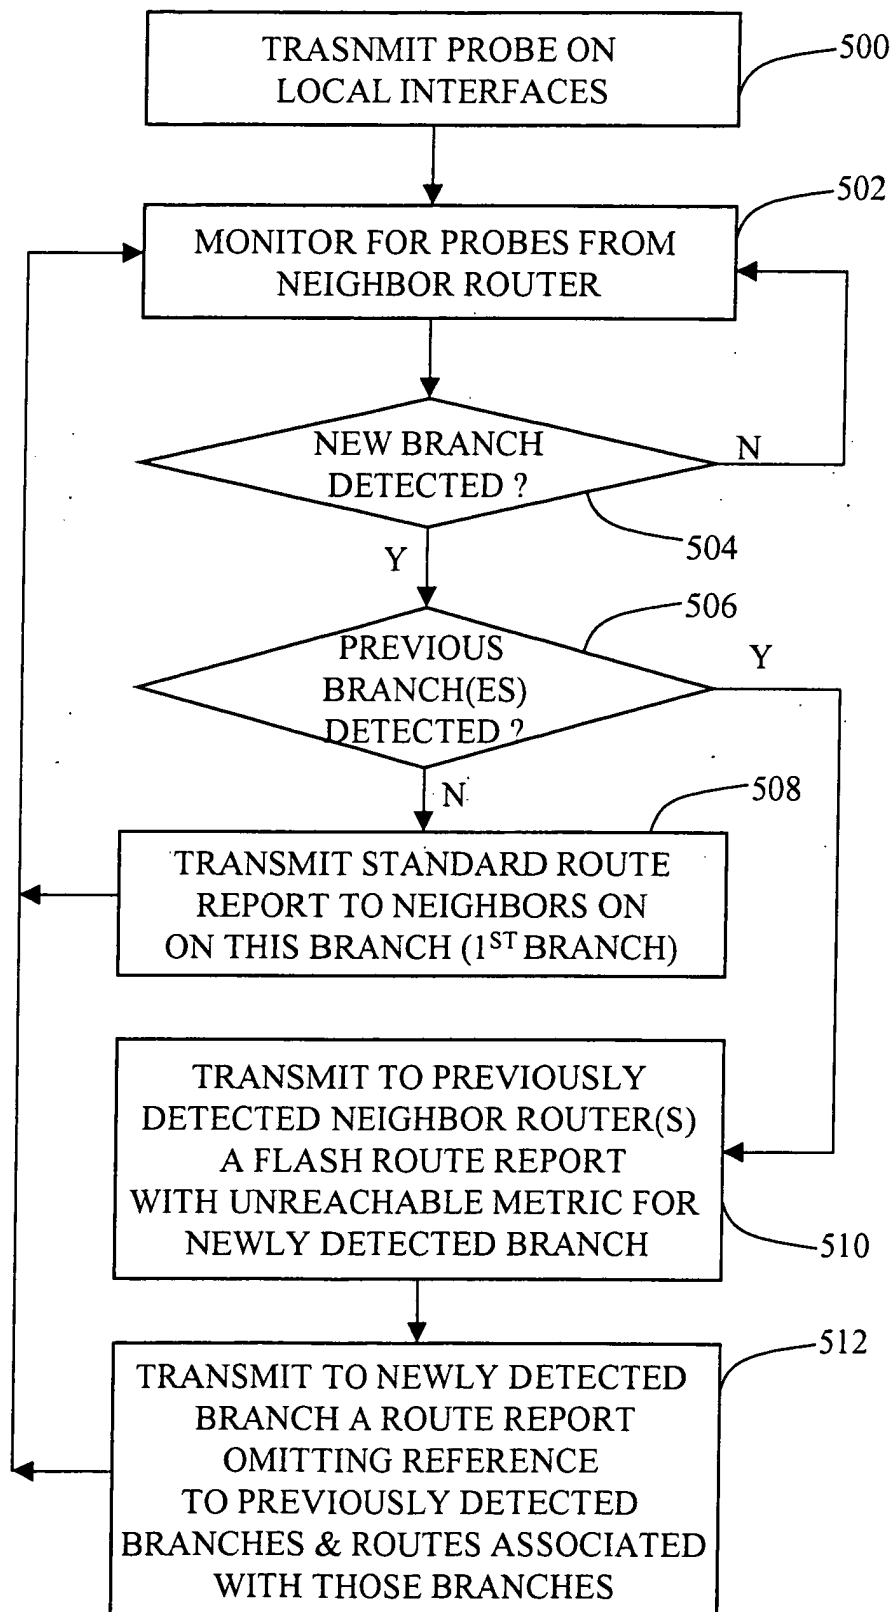 TRASNMIT PROBE ON
LOCAL INTERFACES
500
502
MONITOR FOR PROBES FROM
NEIGHBOR ROUTER
NEW BRANCH
DETECTED ?
N
504
Y
506
PREVIOUS
BRANCH(ES)
DETECTED ?
Y
N
508
TRANSMIT STANDARD ROUTE
REPORT TO NEIGHBORS ON
ON THIS BRANCH (1ST BRANCH)
TRANSMIT TO PREVIOUSLY
DETECTED NEIGHBOR ROUTER(S)
A FLASH ROUTE REPORT
WITH UNREACHABLE METRIC FOR
NEWLY DETECTED BRANCH
510
512
TRANSMIT TO NEWLY DETECTED
BRANCH A ROUTE REPORT
OMITTING REFERENCE
TO PREVIOUSLY DETECTED
BRANCHES & ROUTES ASSOCIATED
WITH THOSE BRANCHES